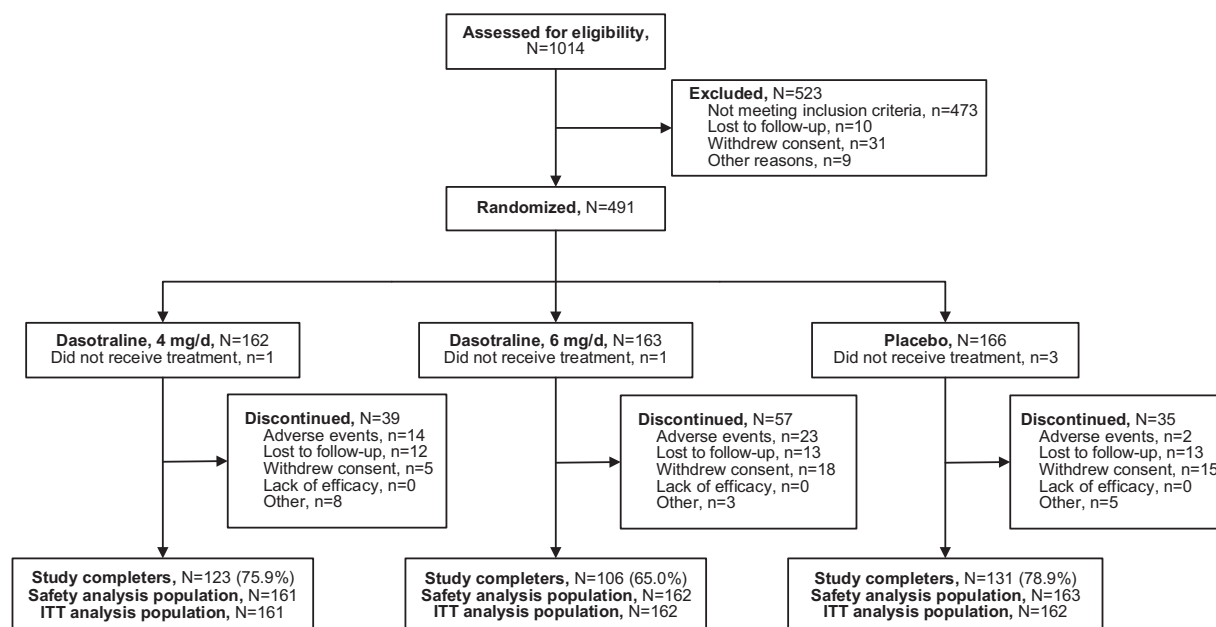 Assessed for eligibility,
N=1014
Excluded, N=523
Not meeting inclusion criteria, n=473
Lost to follow-up, n=10
Withdrew consent, n=31
Other reasons, n=9
Randomized, N=491
Dasotraline, 4 mg/d, N=162
Did not receive treatment, n=1
Dasotraline, 6 mg/d, N=163
Did not receive treatment, n=1
Placebo, N=166
Did not receive treatment, n=3
Discontinued, N=39
Adverse events, n=14
Lost to follow-up, n=12
Withdrew consent, n=5
Lack of efficacy, n=0
Other, n=8
Discontinued, N=57
Adverse events, n=23
Lost to follow-up, n=13
Withdrew consent, n=18
Lack of efficacy, n=0
Other, n=3
Discontinued, N=35
Adverse events, n=2
Lost to follow-up, n=13
Withdrew consent, n=15
Lack of efficacy, n=0
Other, n=5
Study completers, N=123 (75.9%)
Safety analysis population, N=161
ITT analysis population, N=161
Study completers, N=106 (65.0%)
Safety analysis population, N=162
ITT analysis population, N=162
Study completers, N=131 (78.9%)
Safety analysis population, N=163
ITT analysis population, N=162